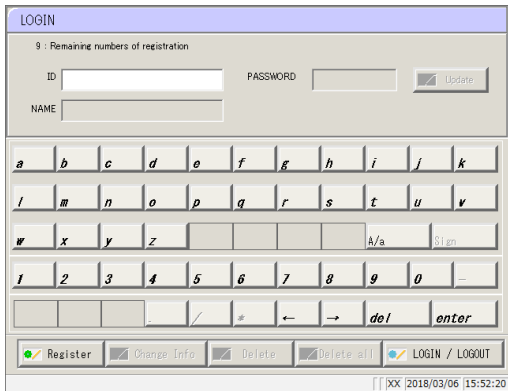 LOGIN
9 : Remaining numbers of registration
ID PASSWORD Update
NAME
a b c d e f g h i j k
l m n o p q r s t u v
w x y z A/a Sign
1 2 3 4 5 6 7 8 9 0 -
. / * ← → del enter
Register Change Info Delete Delete all LOGIN / LOGOUT
XX 2018/03/06 15:52:20